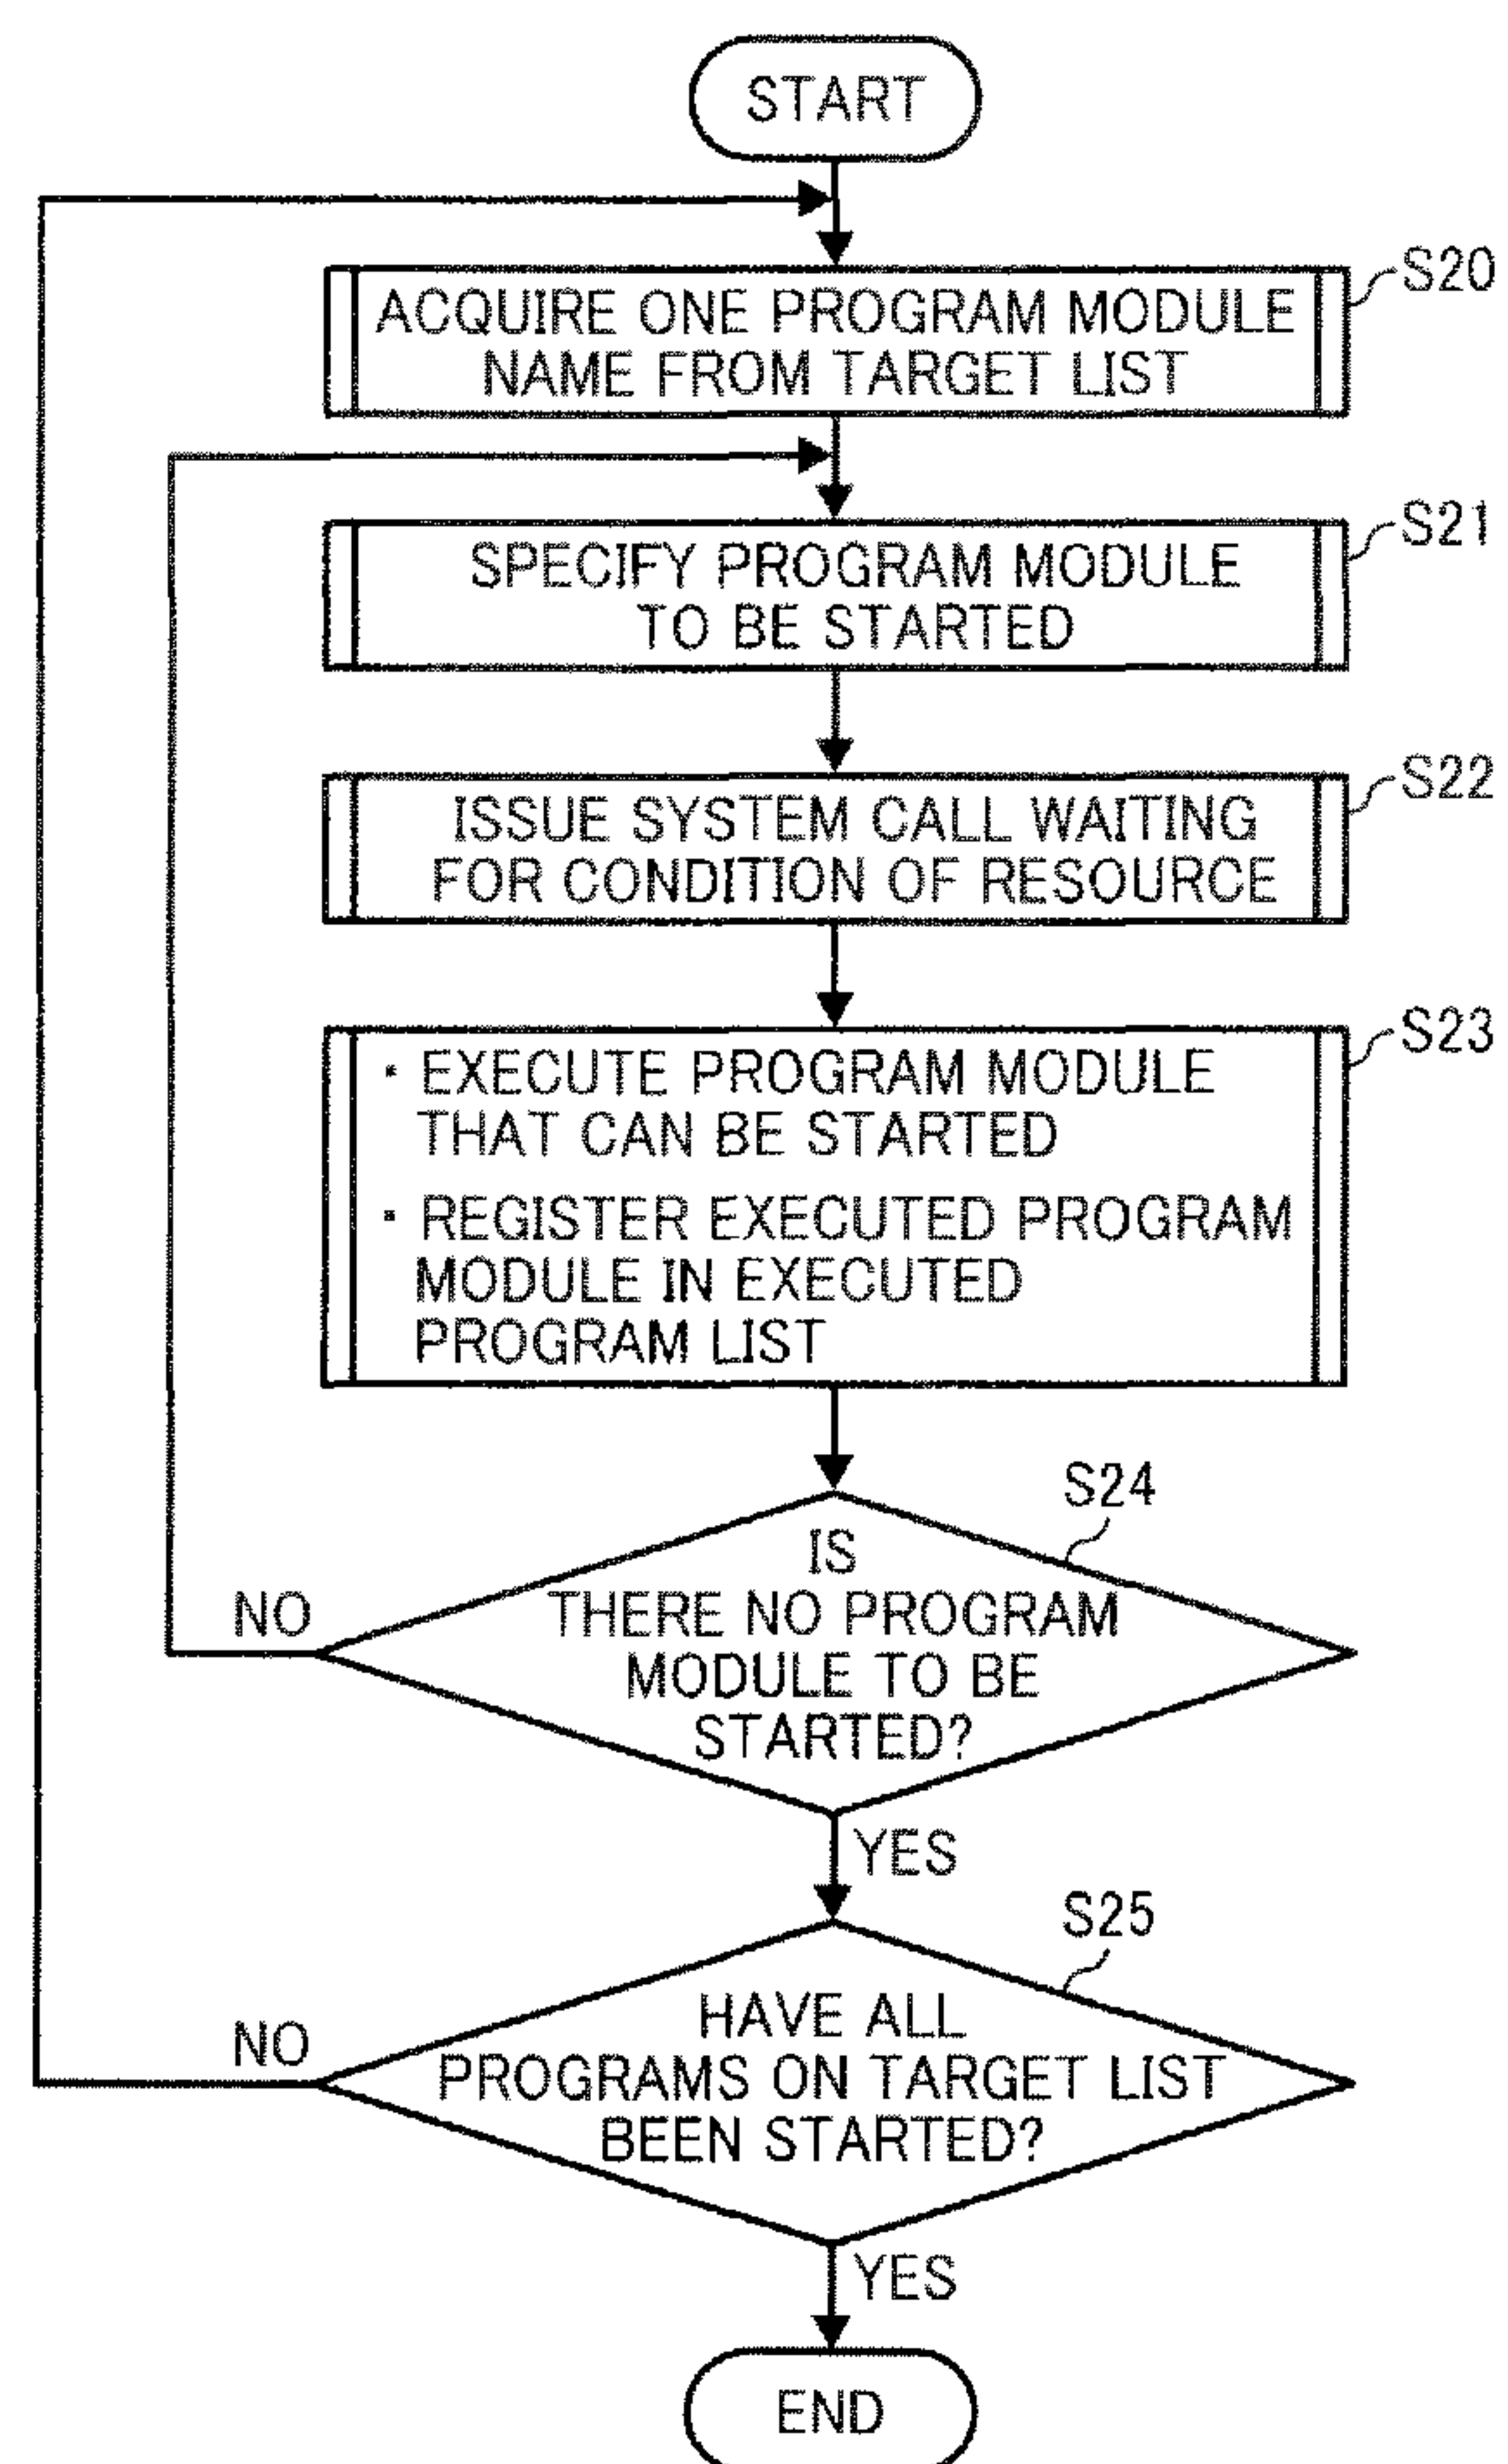 START
S20
ACQUIRE ONE PROGRAM MODULE
NAME FROM TARGET LIST
S21
SPECIFY PROGRAM MODULE
TO BE STARTED
S22
ISSUE SYSTEM CALL WAITING
FOR CONDITION OF RESOURCE
S23
・EXECUTE PROGRAM MODULE
THAT CAN BE STARTED
・REGISTER EXECUTED PROGRAM
MODULE IN EXECUTED
PROGRAM LIST
S24
IS
THERE NO PROGRAM
MODULE TO BE
STARTED?
NO
YES
S25
HAVE ALL
PROGRAMS ON TARGET LIST
BEEN STARTED?
NO
YES
END